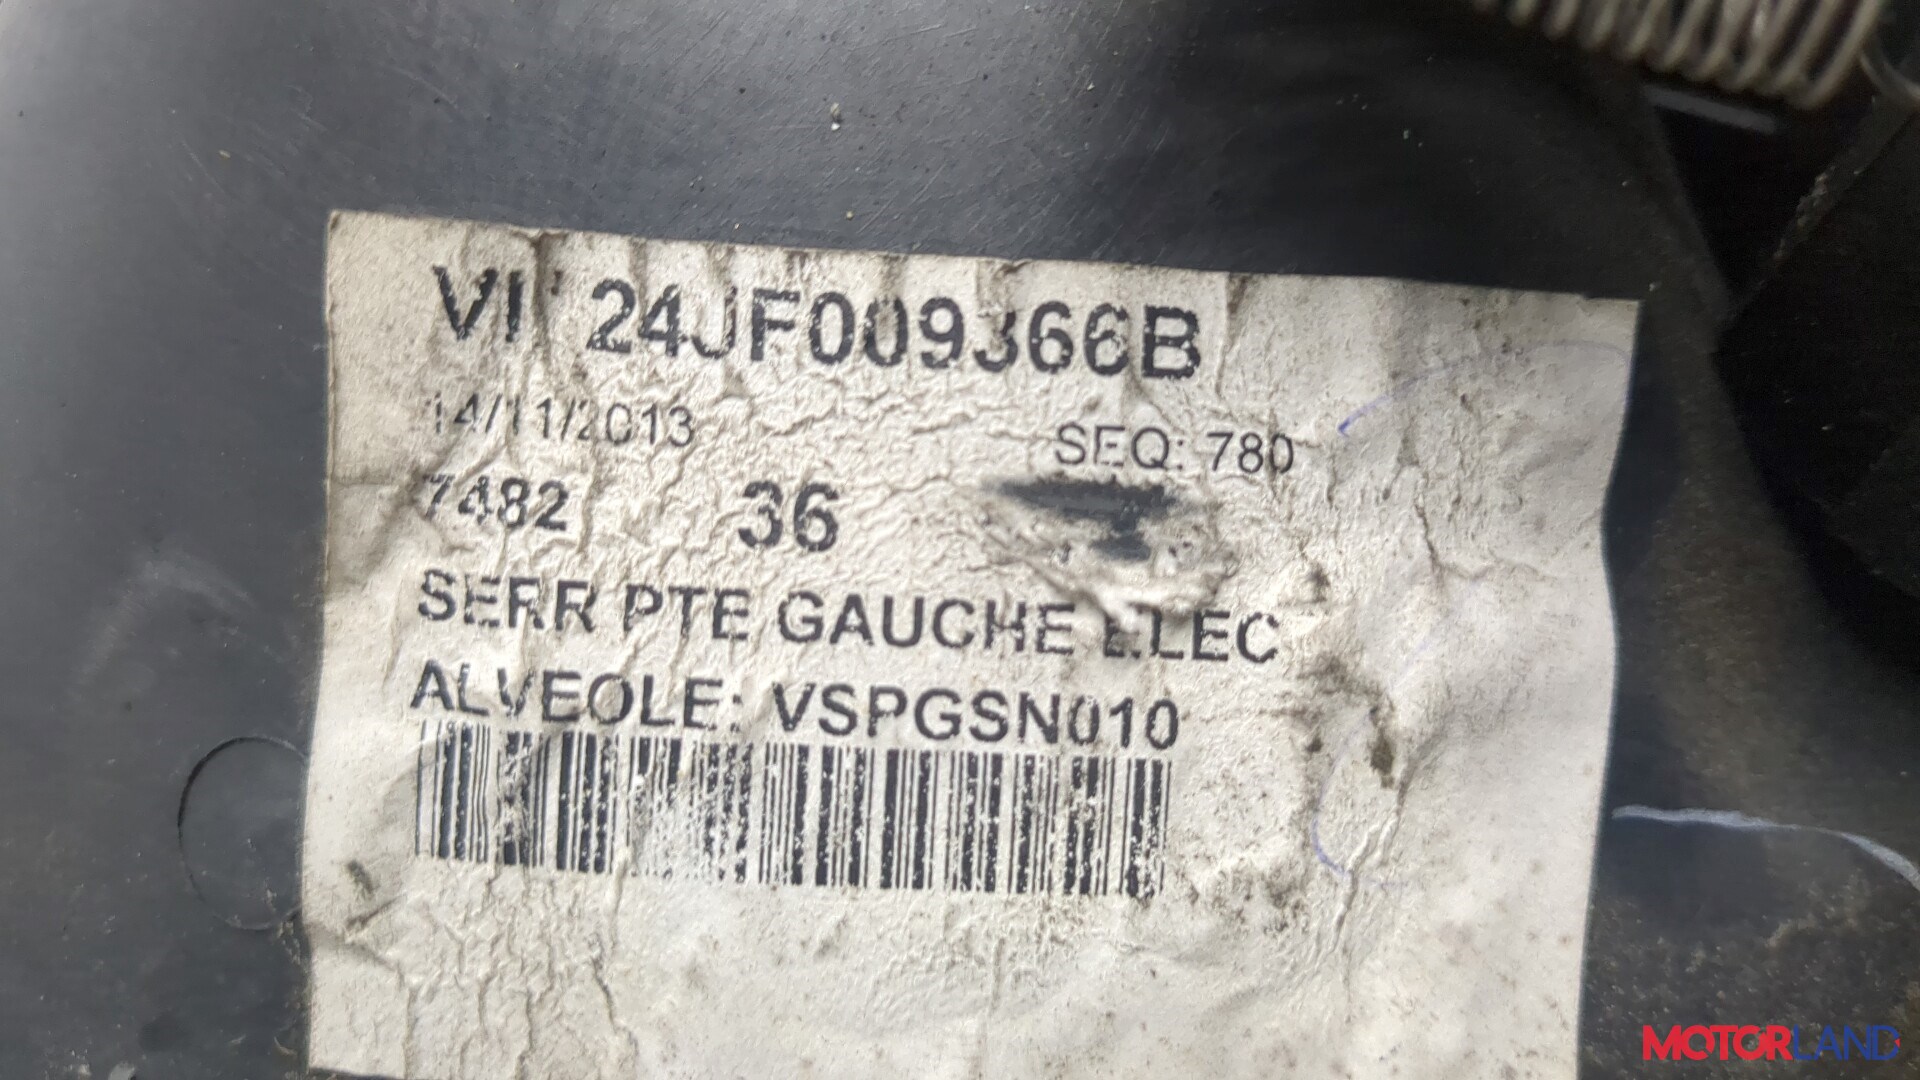 24JF009366B
14/11/2013 SEQ: 780
7482 36
SERR PTE GAUCHE ELEC
ALVEOLE: VSPGSN010
MOTORLAND